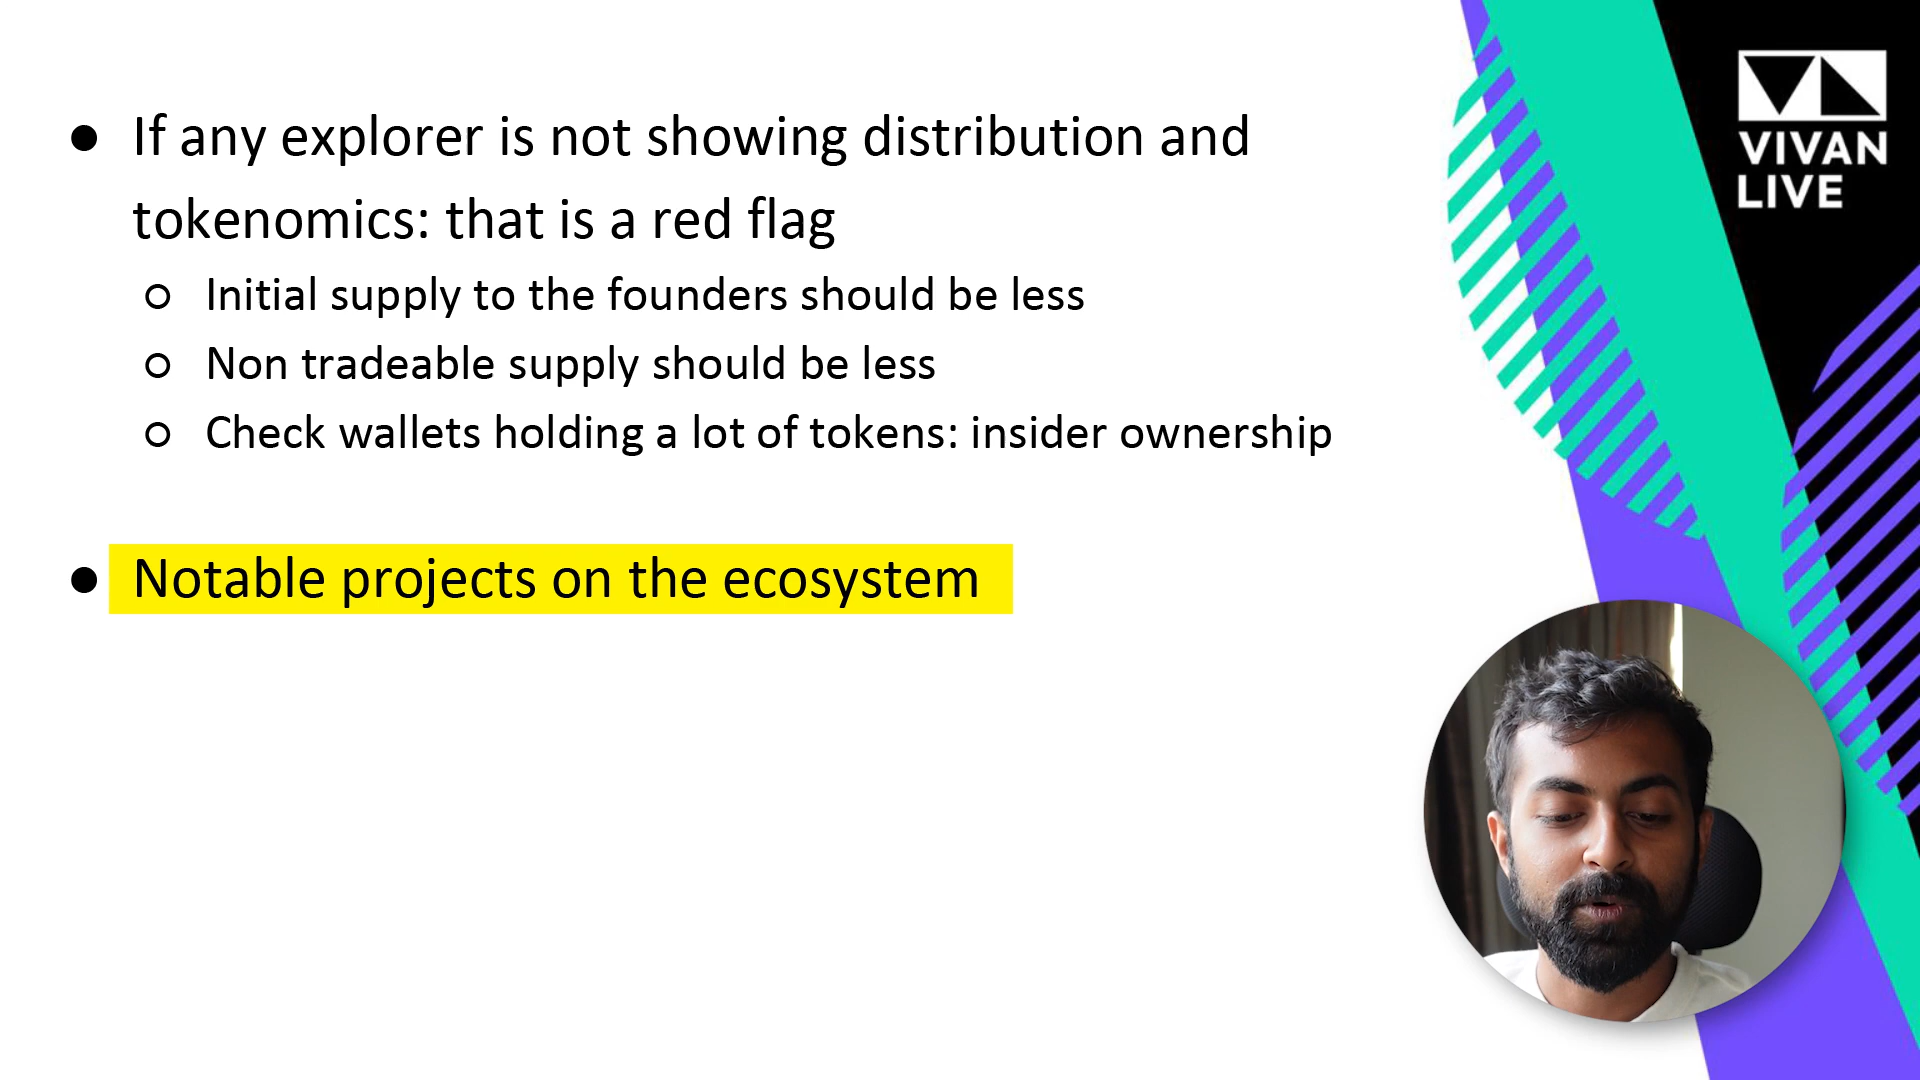 ● If any explorer is not showing distribution and
tokenomics: that is a red flag
○ Initial supply to the founders should be less
○ Non tradeable supply should be less
○ Check wallets holding a lot of tokens: insider ownership
● Notable projects on the ecosystem
VIVAN
LIVE